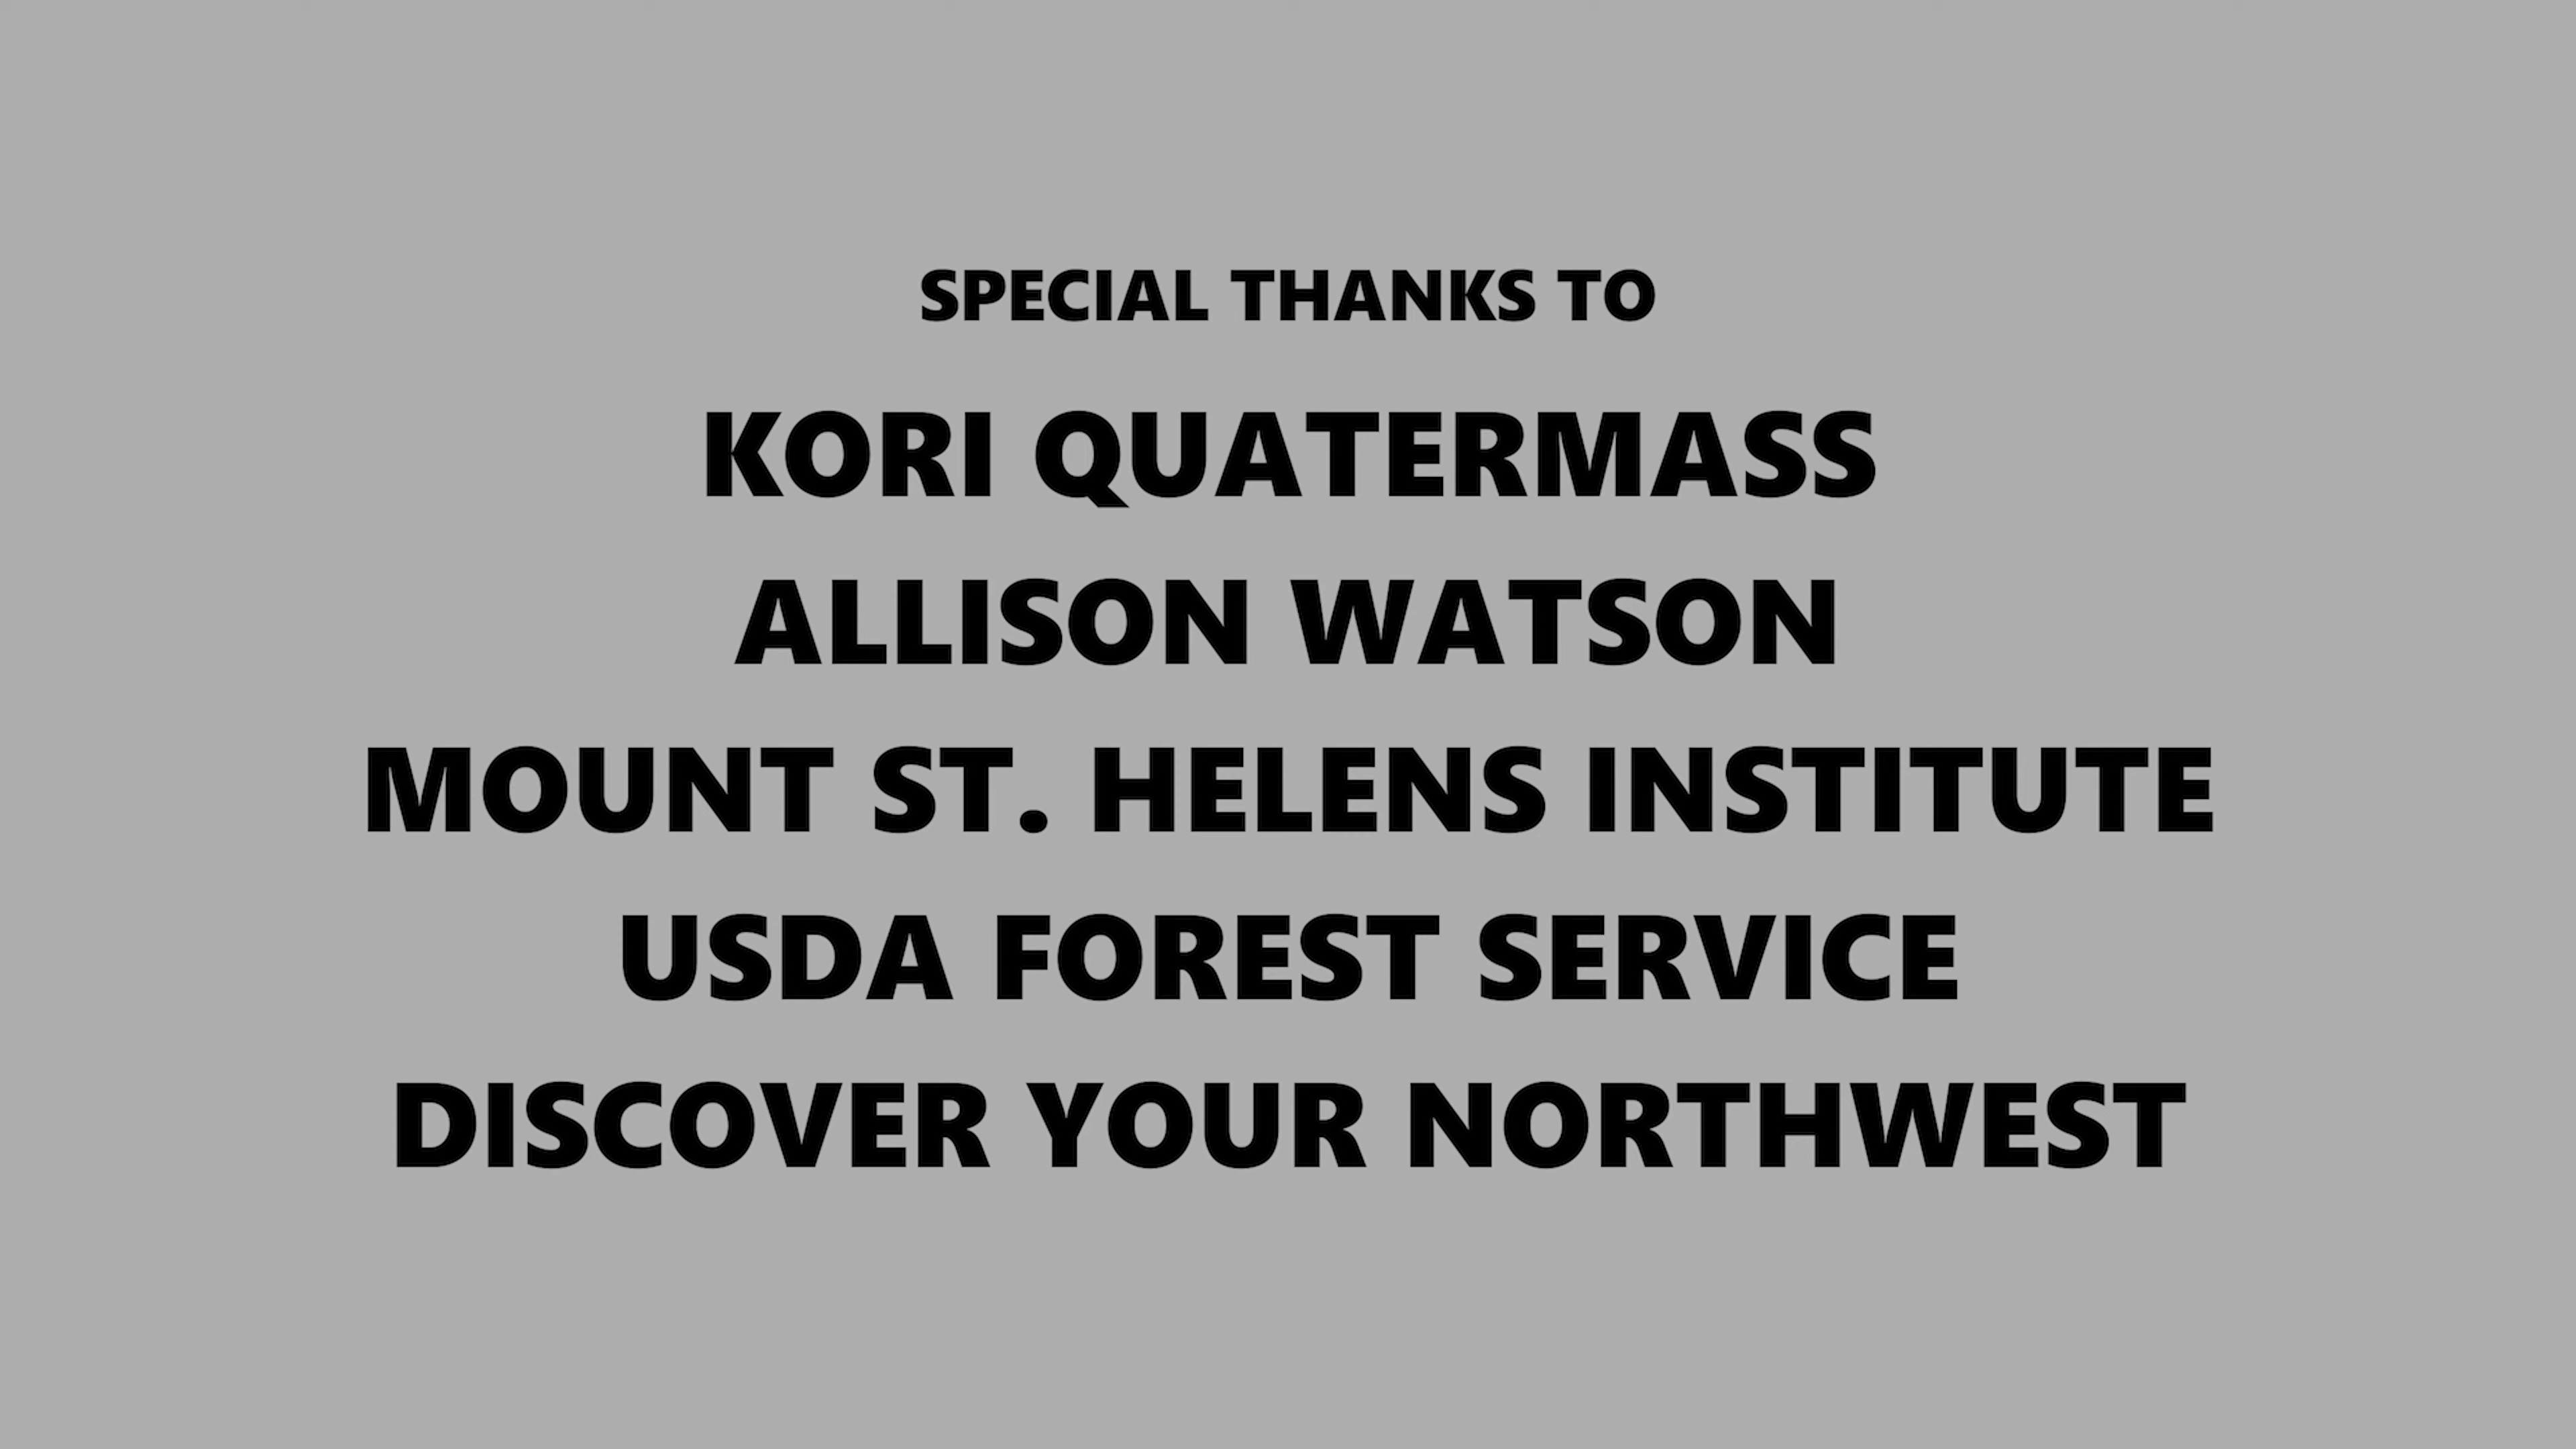 SPECIAL THANKS TO
KORI QUATERMASS
ALLISON WATSON
MOUNT ST. HELENS INSTITUTE
USDA FOREST SERVICE
DISCOVER YOUR NORTHWEST